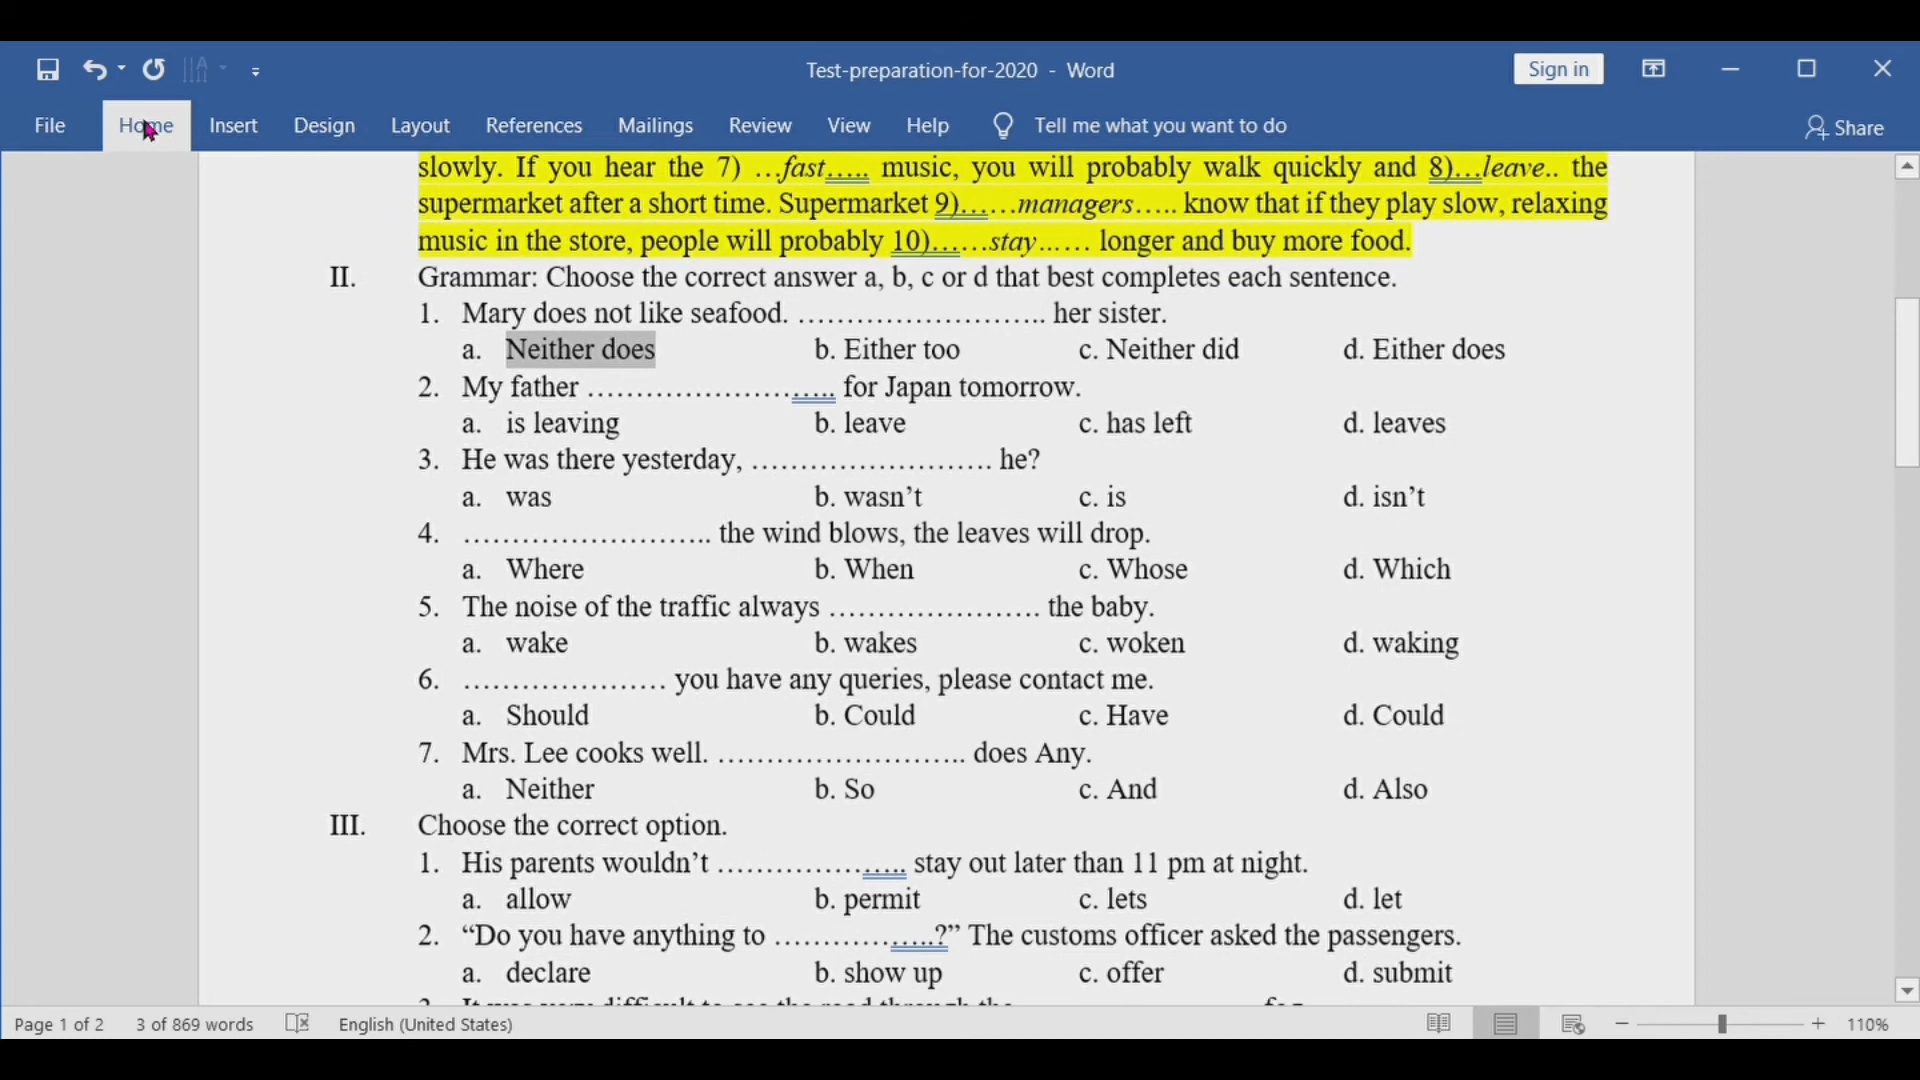 Test-preparation-for-2020 - Word
Sign in
File Home Insert Design Layout References Mailings Review View Help Tell me what you want to do Share
slowly. If you hear the 7) …fast….. music, you will probably walk quickly and 8)…leave.. the
supermarket after a short time. Supermarket 9)……managers….. know that if they play slow, relaxing
music in the store, people will probably 10)……stay…… longer and buy more food.
II. Grammar: Choose the correct answer a, b, c or d that best completes each sentence.
1. Mary does not like seafood. …………………….. her sister.
a. Neither does b. Either too c. Neither did d. Either does
2. My father …………………….. for Japan tomorrow.
a. is leaving b. leave c. has left d. leaves
3. He was there yesterday, ……………………. he?
a. was b. wasn’t c. is d. isn’t
4. …………………….. the wind blows, the leaves will drop.
a. Where b. When c. Whose d. Which
5. The noise of the traffic always …………………. the baby.
a. wake b. wakes c. woken d. waking
6. ………………… you have any queries, please contact me.
a. Should b. Could c. Have d. Could
7. Mrs. Lee cooks well. …………………….. does Any.
a. Neither b. So c. And d. Also
III. Choose the correct option.
1. His parents wouldn’t ……………….. stay out later than 11 pm at night.
a. allow b. permit c. lets d. let
2. “Do you have anything to ……………..?” The customs officer asked the passengers.
a. declare b. show up c. offer d. submit
Page 1 of 2 3 of 869 words English (United States) 110%